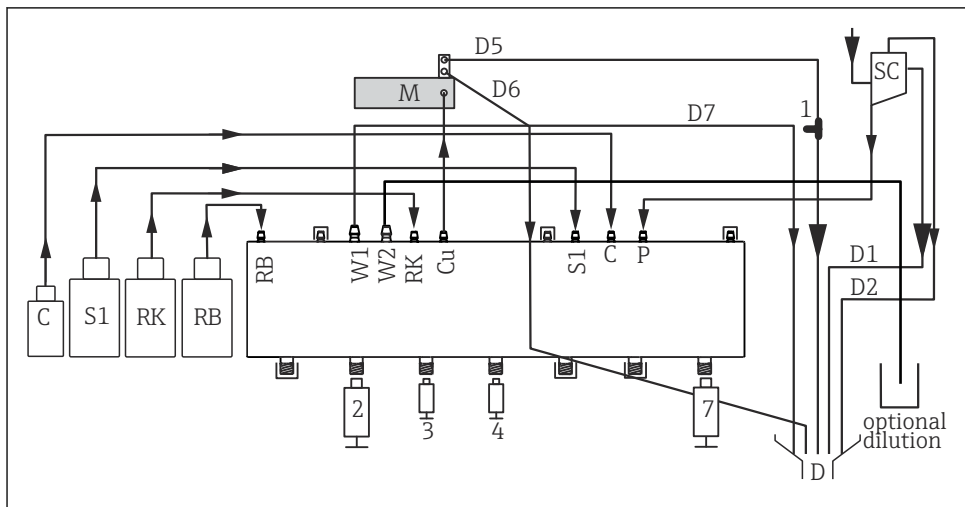 D5
SC
M
D6
1
D7
RB
W1
W2
RK
Cu
S1
C
P
D1
D2
C
S1
RK
RB
2
3
4
7
optional
dilution
D